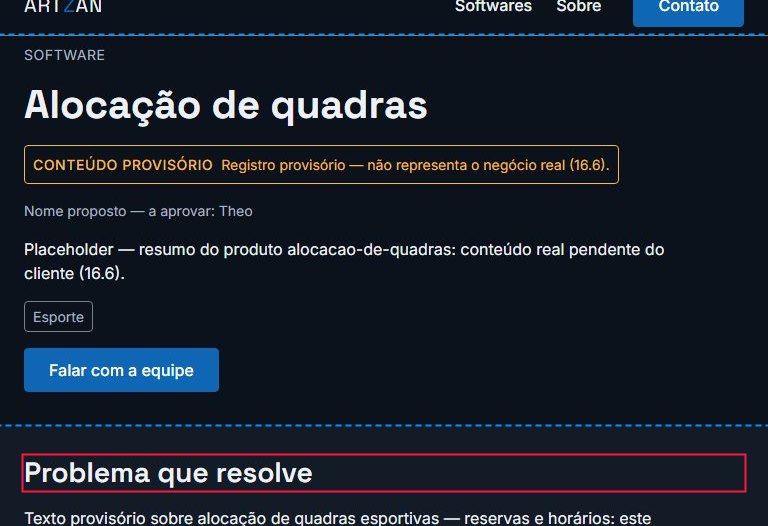 ARTZAN
Softwares Sobre Contato
SOFTWARE
Alocação de quadras
CONTEÚDO PROVISÓRIO Registro provisório — não representa o negócio real (16.6).
Nome proposto — a aprovar: Theo
Placeholder — resumo do produto alocacao-de-quadras: conteúdo real pendente do
cliente (16.6).
Esporte
Falar com a equipe
Problema que resolve
Texto provisório sobre alocação de quadras esportivas — reservas e horários: este